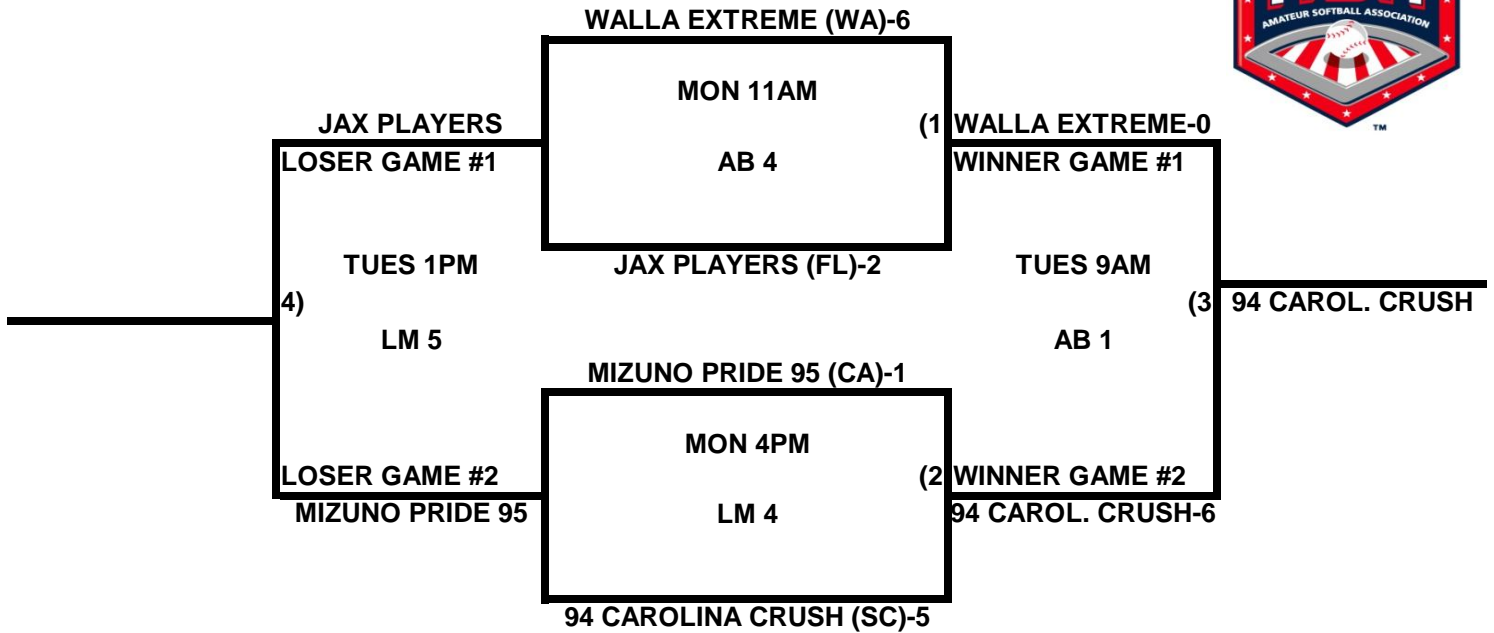 WALLA EXTREME (WA)-6
AMATEUR SOFTBALL ASSOCIATION
TM
MON 11AM
JAX PLAYERS
(1
WALLA EXTREME-0
LOSER GAME #1
AB 4
WINNER GAME #1
TUES 1PM
JAX PLAYERS (FL)-2
TUES 9AM
4)
(3
94 CAROL. CRUSH
LM 5
AB 1
MIZUNO PRIDE 95 (CA)-1
MON 4PM
LOSER GAME #2
(2
WINNER GAME #2
MIZUNO PRIDE 95
LM 4
94 CAROL. CRUSH-6
94 CAROLINA CRUSH (SC)-5